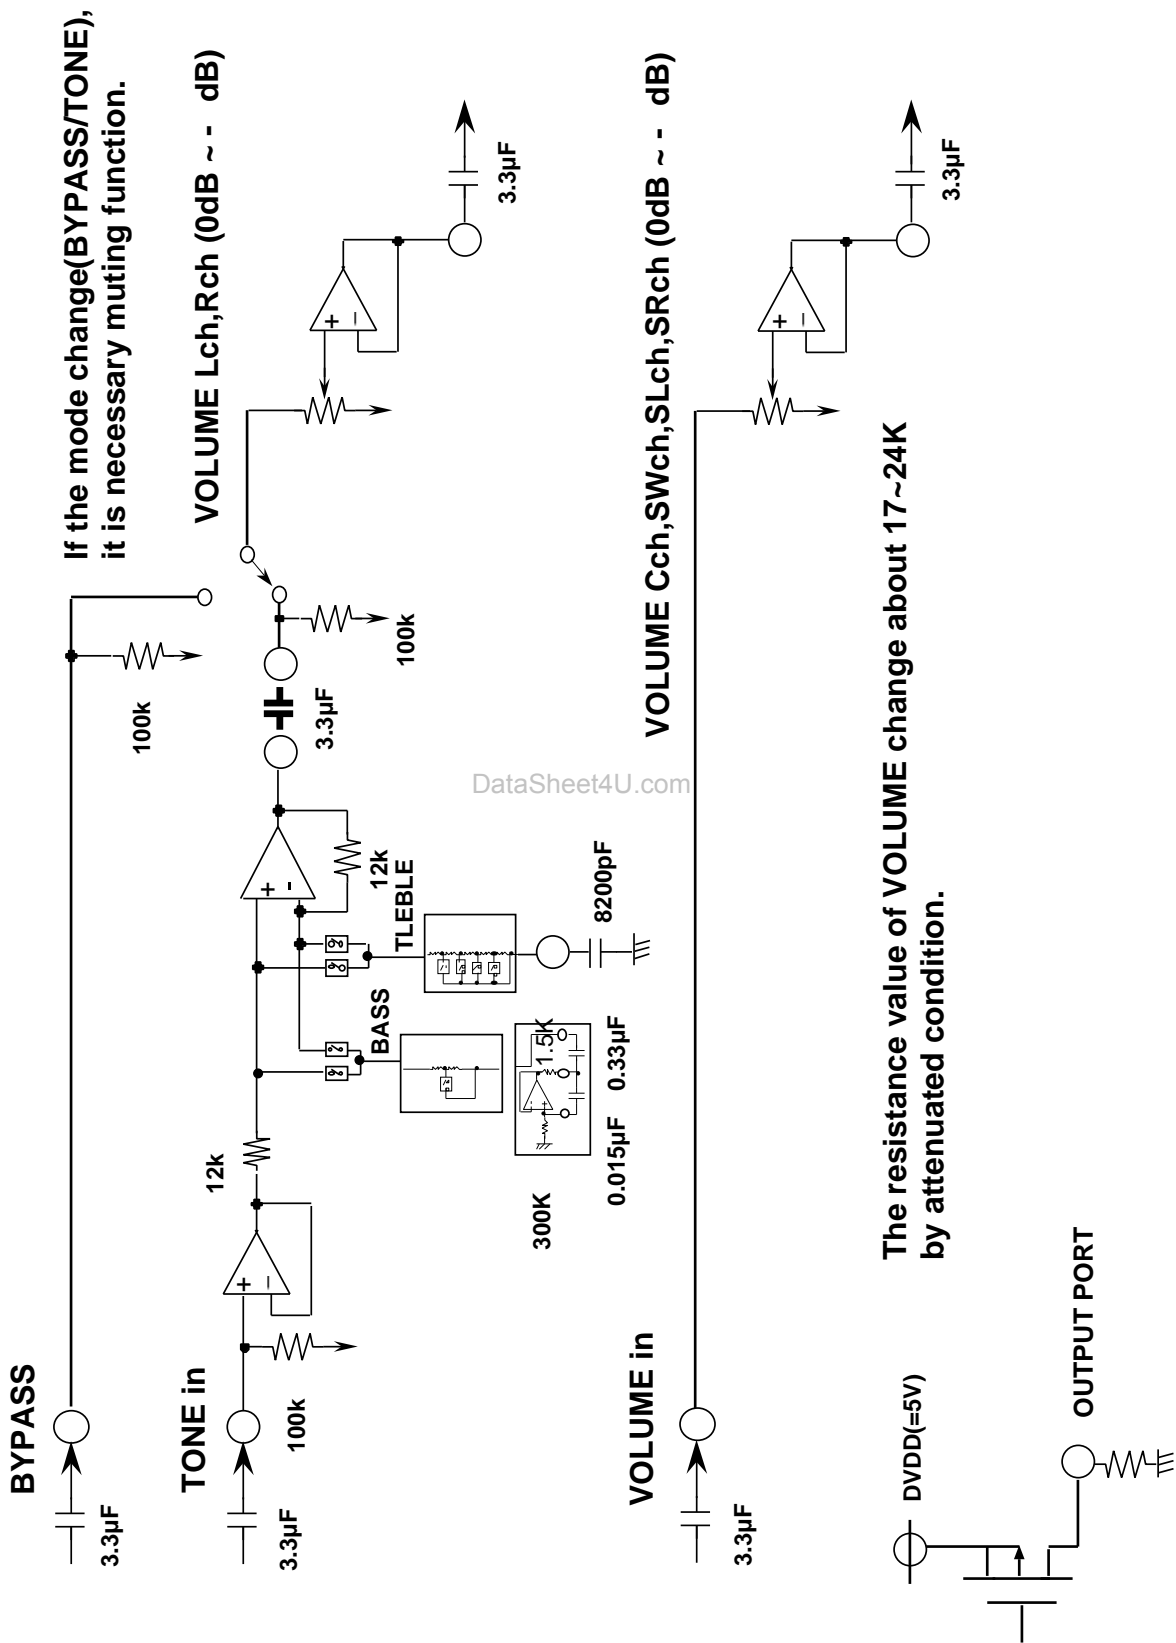 If the mode change(BYPASS/TONE),
it is necessary muting function.
BYPASS
3.3µF
100k
VOLUME Lch,Rch (0dB ~ - dB)
TONE in
3.3µF
100k
+
–
12k
+
-
12k
3.3µF
100k
+
–
3.3µF
BASS
TLEBLE
8200pF
300K
1.5K
0.015µF
0.33µF
DataSheet4U.com
VOLUME Cch,SWch,SLch,SRch (0dB ~ - dB)
VOLUME in
3.3µF
+
–
3.3µF
The resistance value of VOLUME change about 17~24K
by attenuated condition.
DVDD(=5V)
OUTPUT PORT